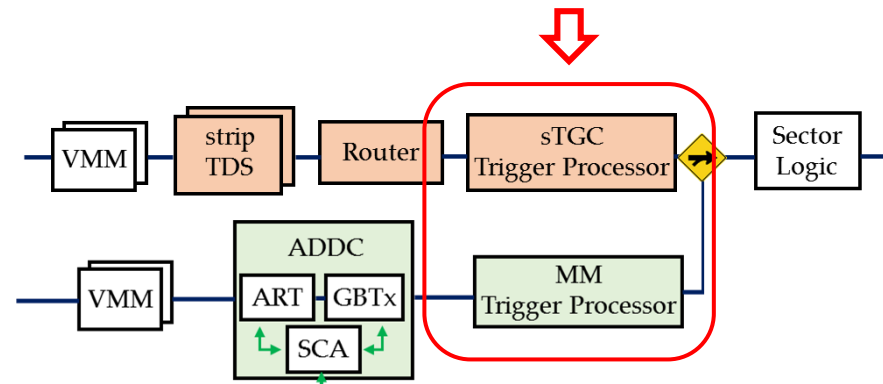 VMM
strip
TDS
Router
sTGC
Trigger Processor
Sector
Logic
VMM
ADDC
ART
GBTx
SCA
MM
Trigger Processor